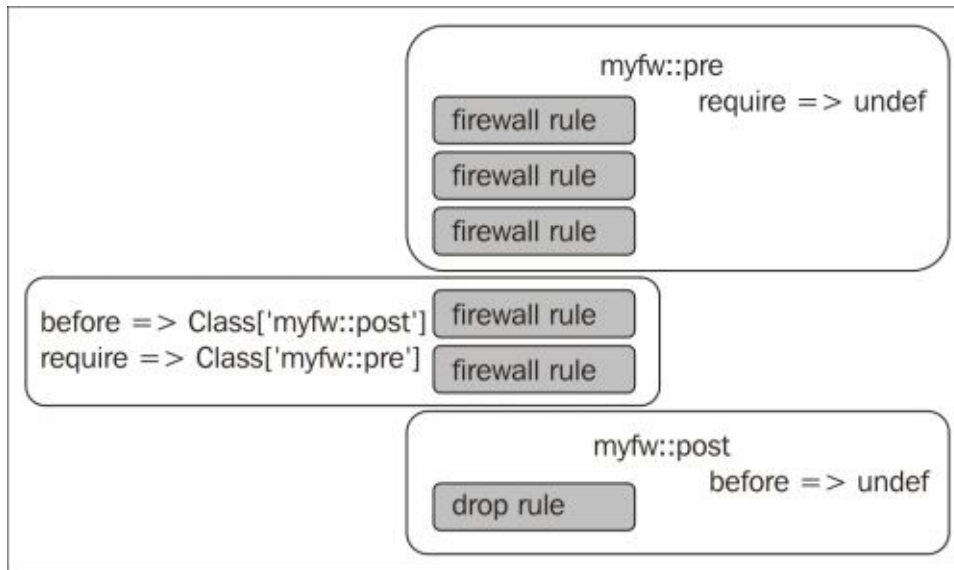 myfw::pre
require => undef
firewall rule
firewall rule
firewall rule
before => Class['myfw::post']
require => Class['myfw::pre']
firewall rule
firewall rule
myfw::post
before => undef
drop rule